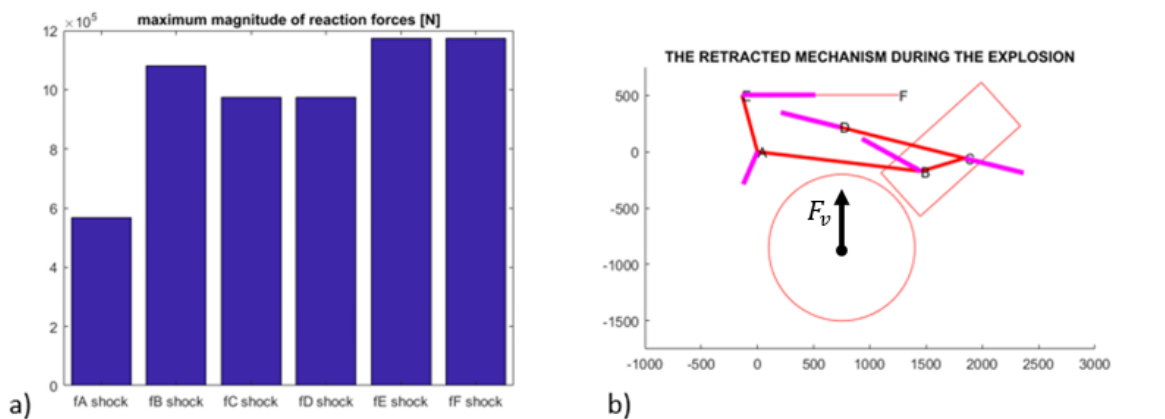 maximum magnitude of reaction forces [N]
×10⁵
12
10
8
6
4
2
0
fA shock fB shock fC shock fD shock fE shock fF shock
a)
THE RETRACTED MECHANISM DURING THE EXPLOSION
500
0
-500
-1000
-1500
-1000 -500 0 500 1000 1500 2000 2500 3000
E
F
D
A
C
B
Fv
b)